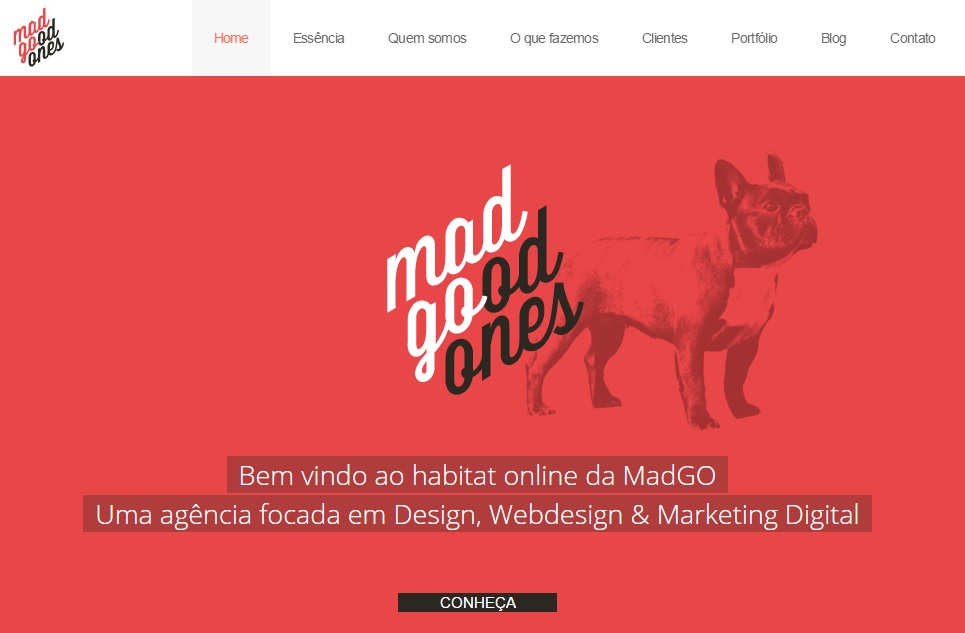 mad
good
ones
Home Essência Quem somos O que fazemos Clientes Portfólio Blog Contato
mad
good
ones
Bem vindo ao habitat online da MadGO
Uma agência focada em Design, Webdesign & Marketing Digital
CONHEÇA